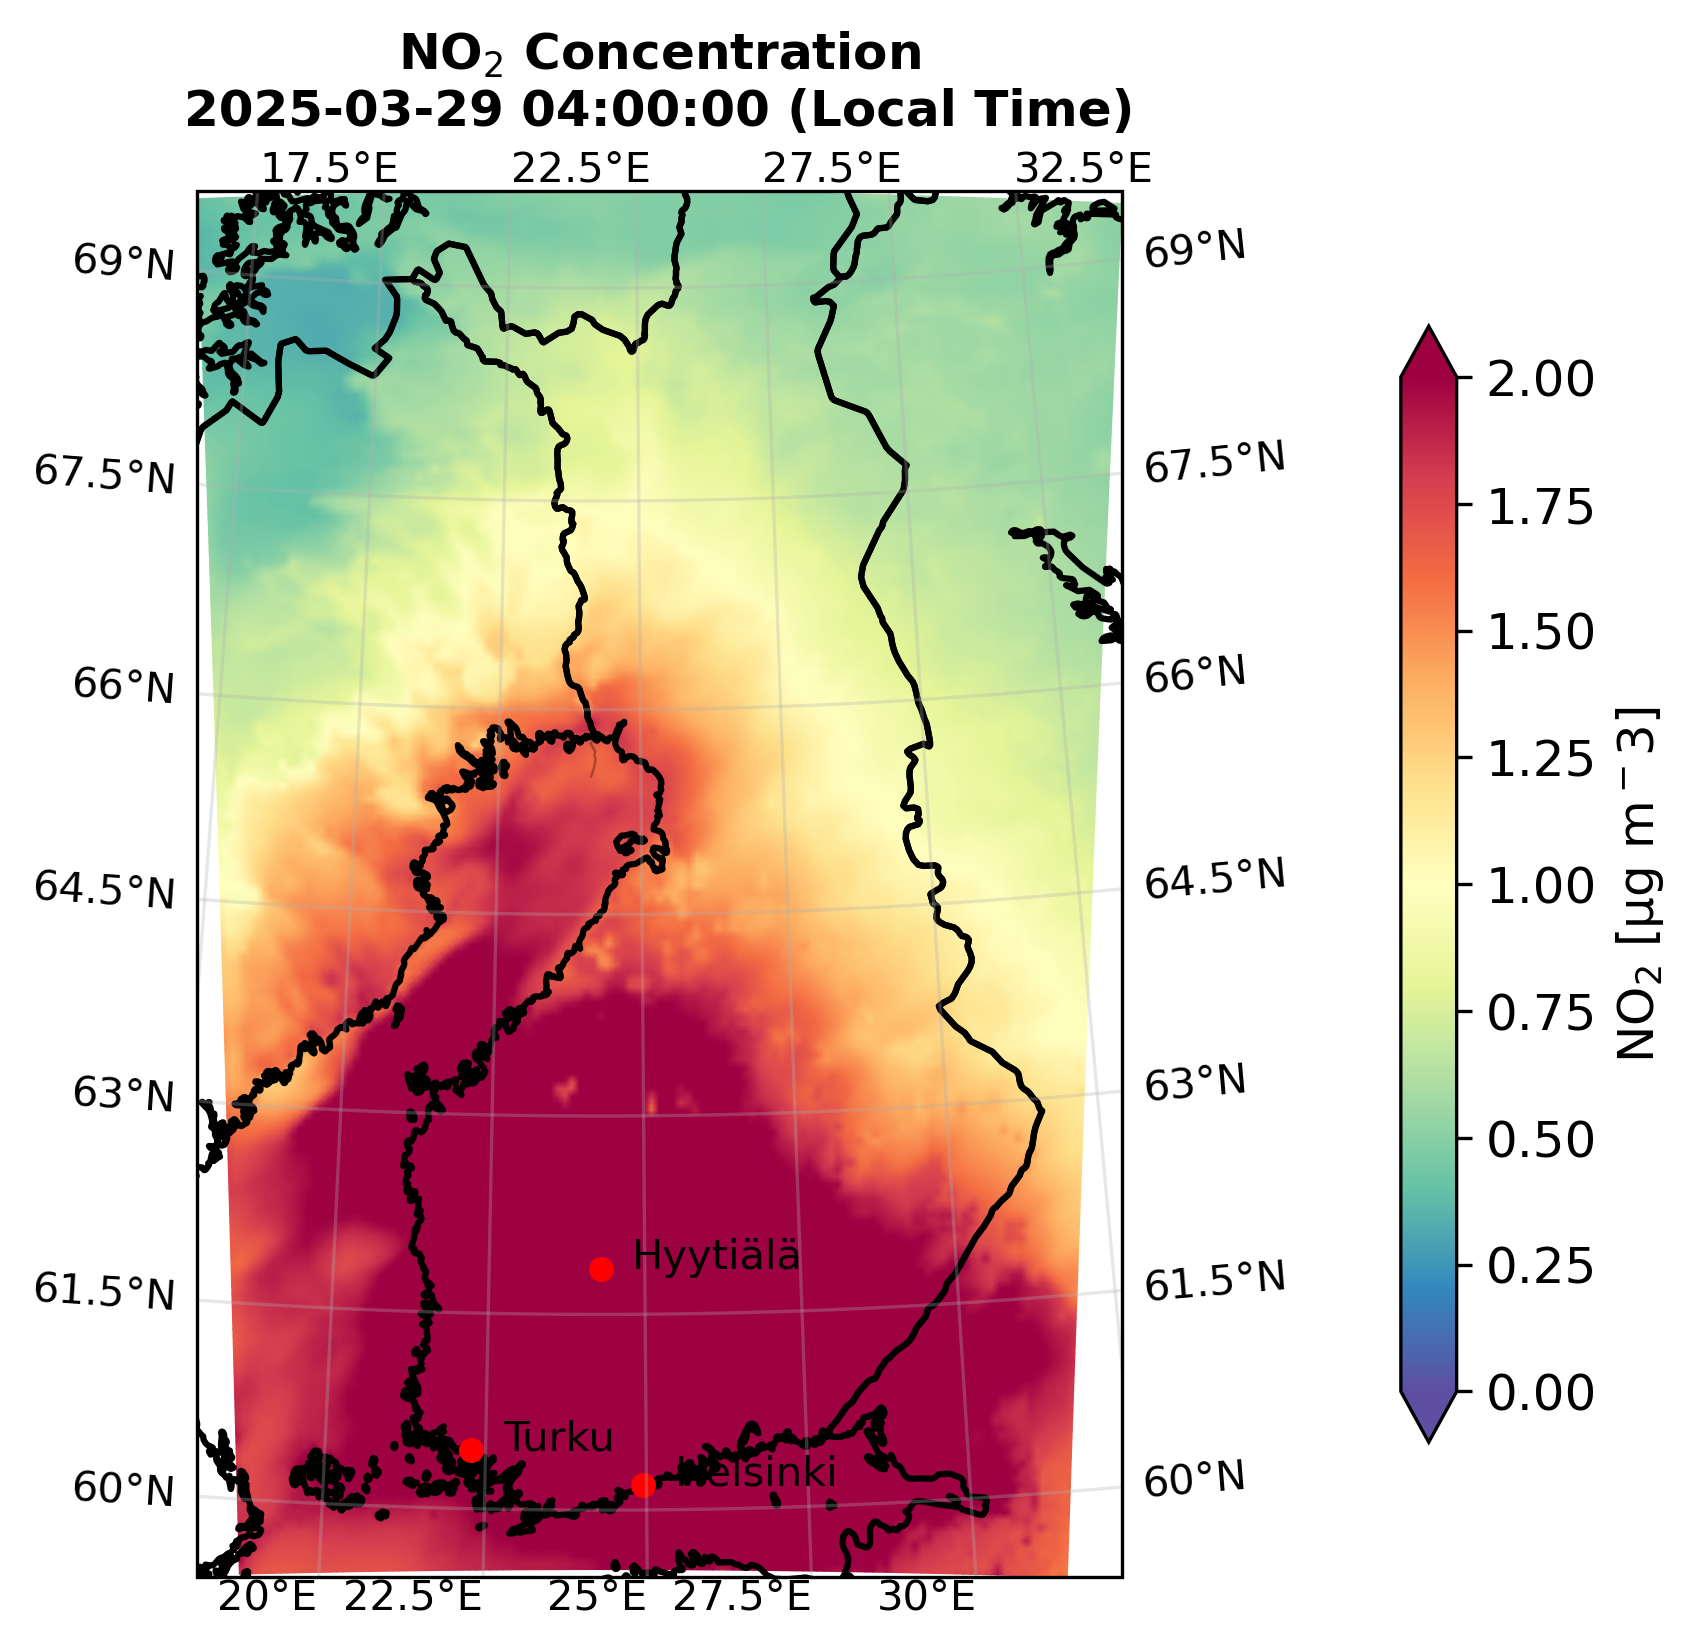 NO₂ Concentration
2025-03-29 04:00:00 (Local Time)
17.5°E 22.5°E 27.5°E 32.5°E
69°N 69°N
67.5°N 67.5°N
66°N 66°N
64.5°N 64.5°N
63°N 63°N
61.5°N 61.5°N
60°N 60°N
Hyytiälä
Turku
Helsinki
20°E 22.5°E 25°E 27.5°E 30°E
2.00
1.75
1.50
1.25
1.00
0.75
0.50
0.25
0.00
NO₂ [µg m⁻3]